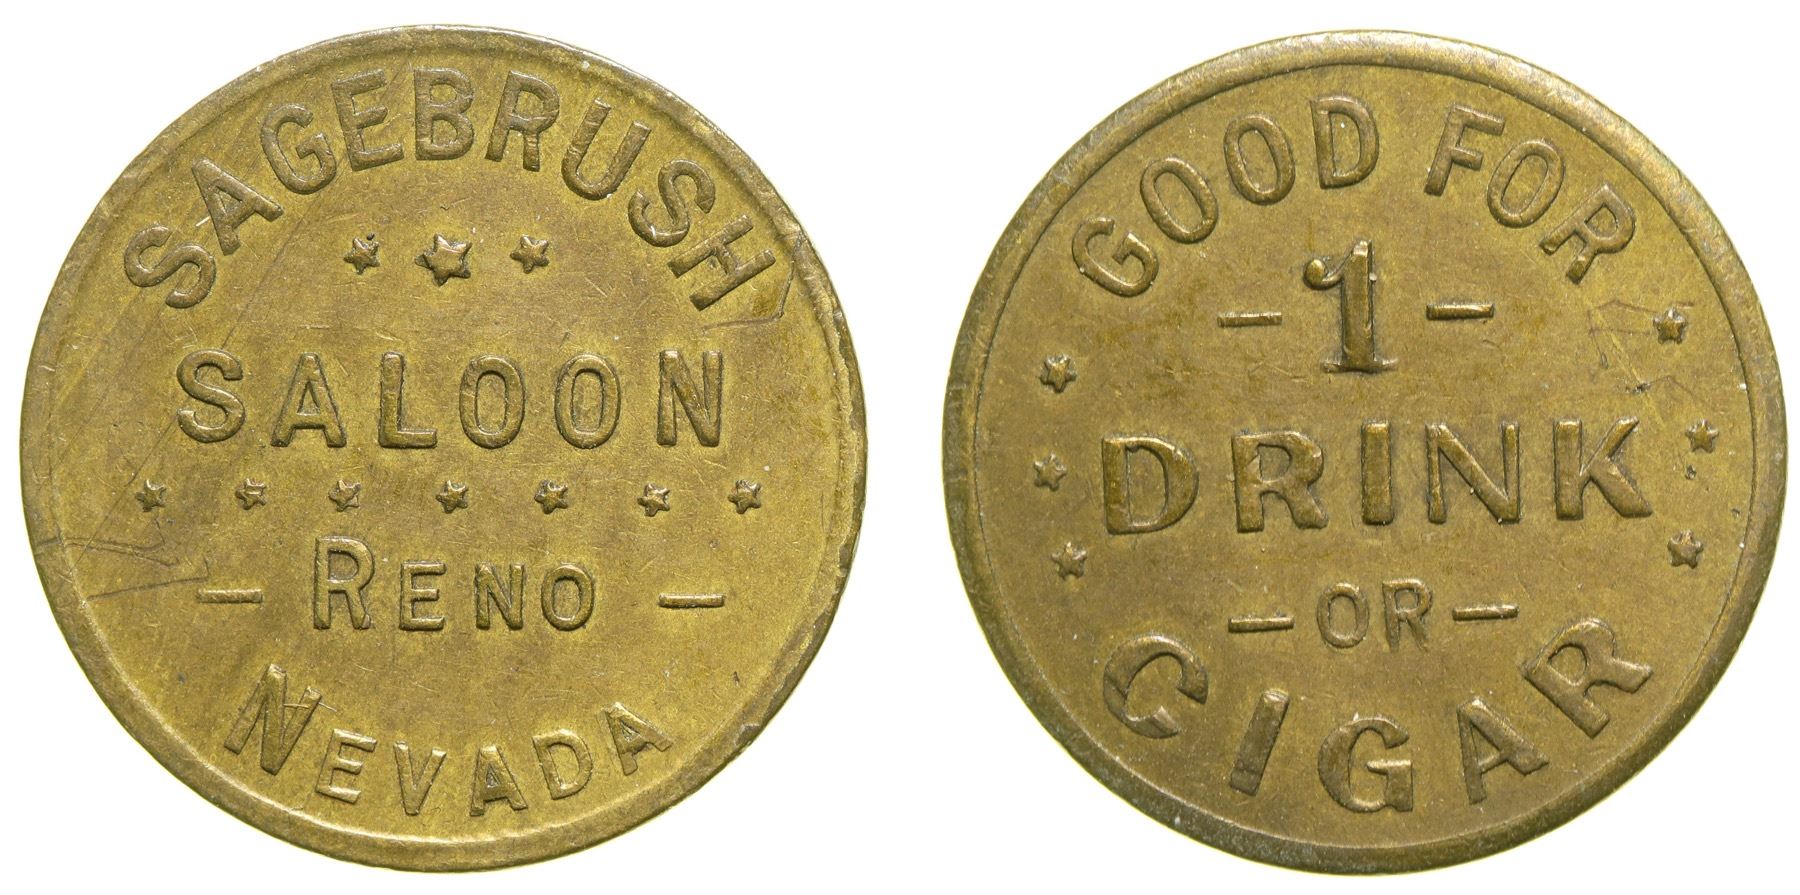 SAGEBRUSH
SALOON
- RENO -
NEVADA
GOOD FOR
- 1 -
DRINK
- OR -
CIGAR